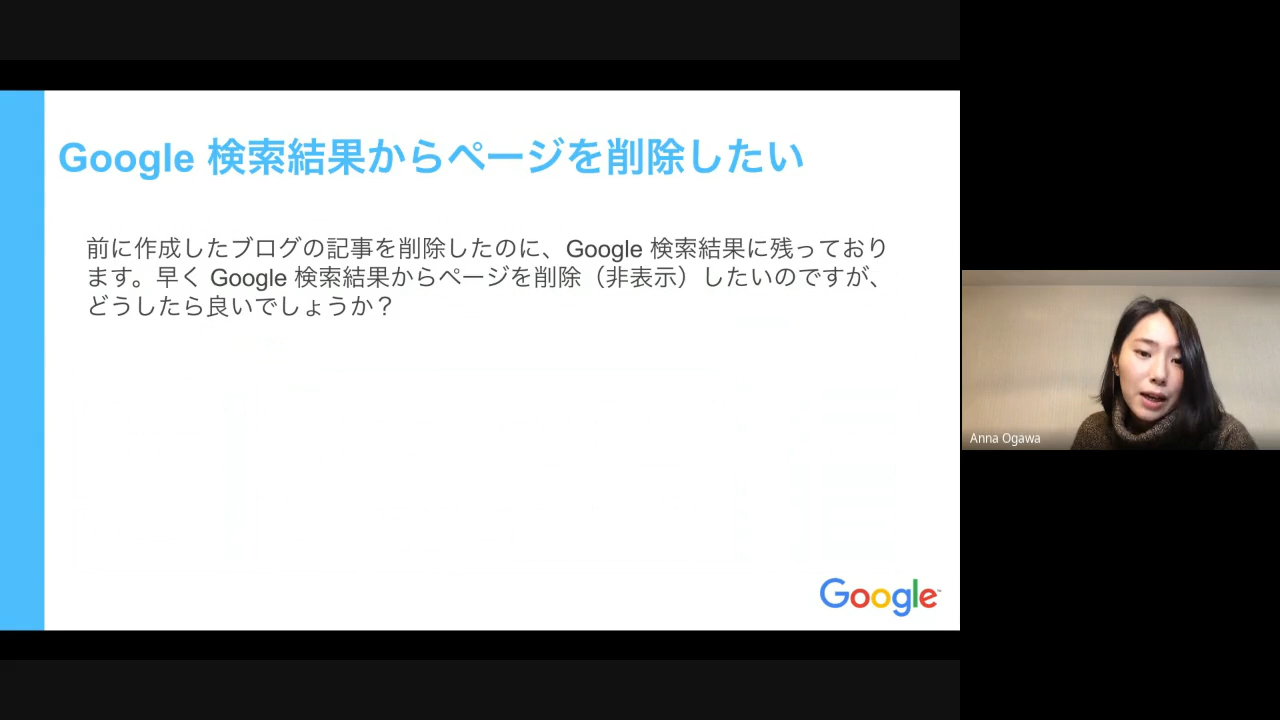 Google 検索結果からページを削除したい
前に作成したブログの記事を削除したのに、Google 検索結果に残っており
ます。早く Google 検索結果からページを削除（非表示）したいのですが、
どうしたら良いでしょうか？
Google
Anna Ogawa